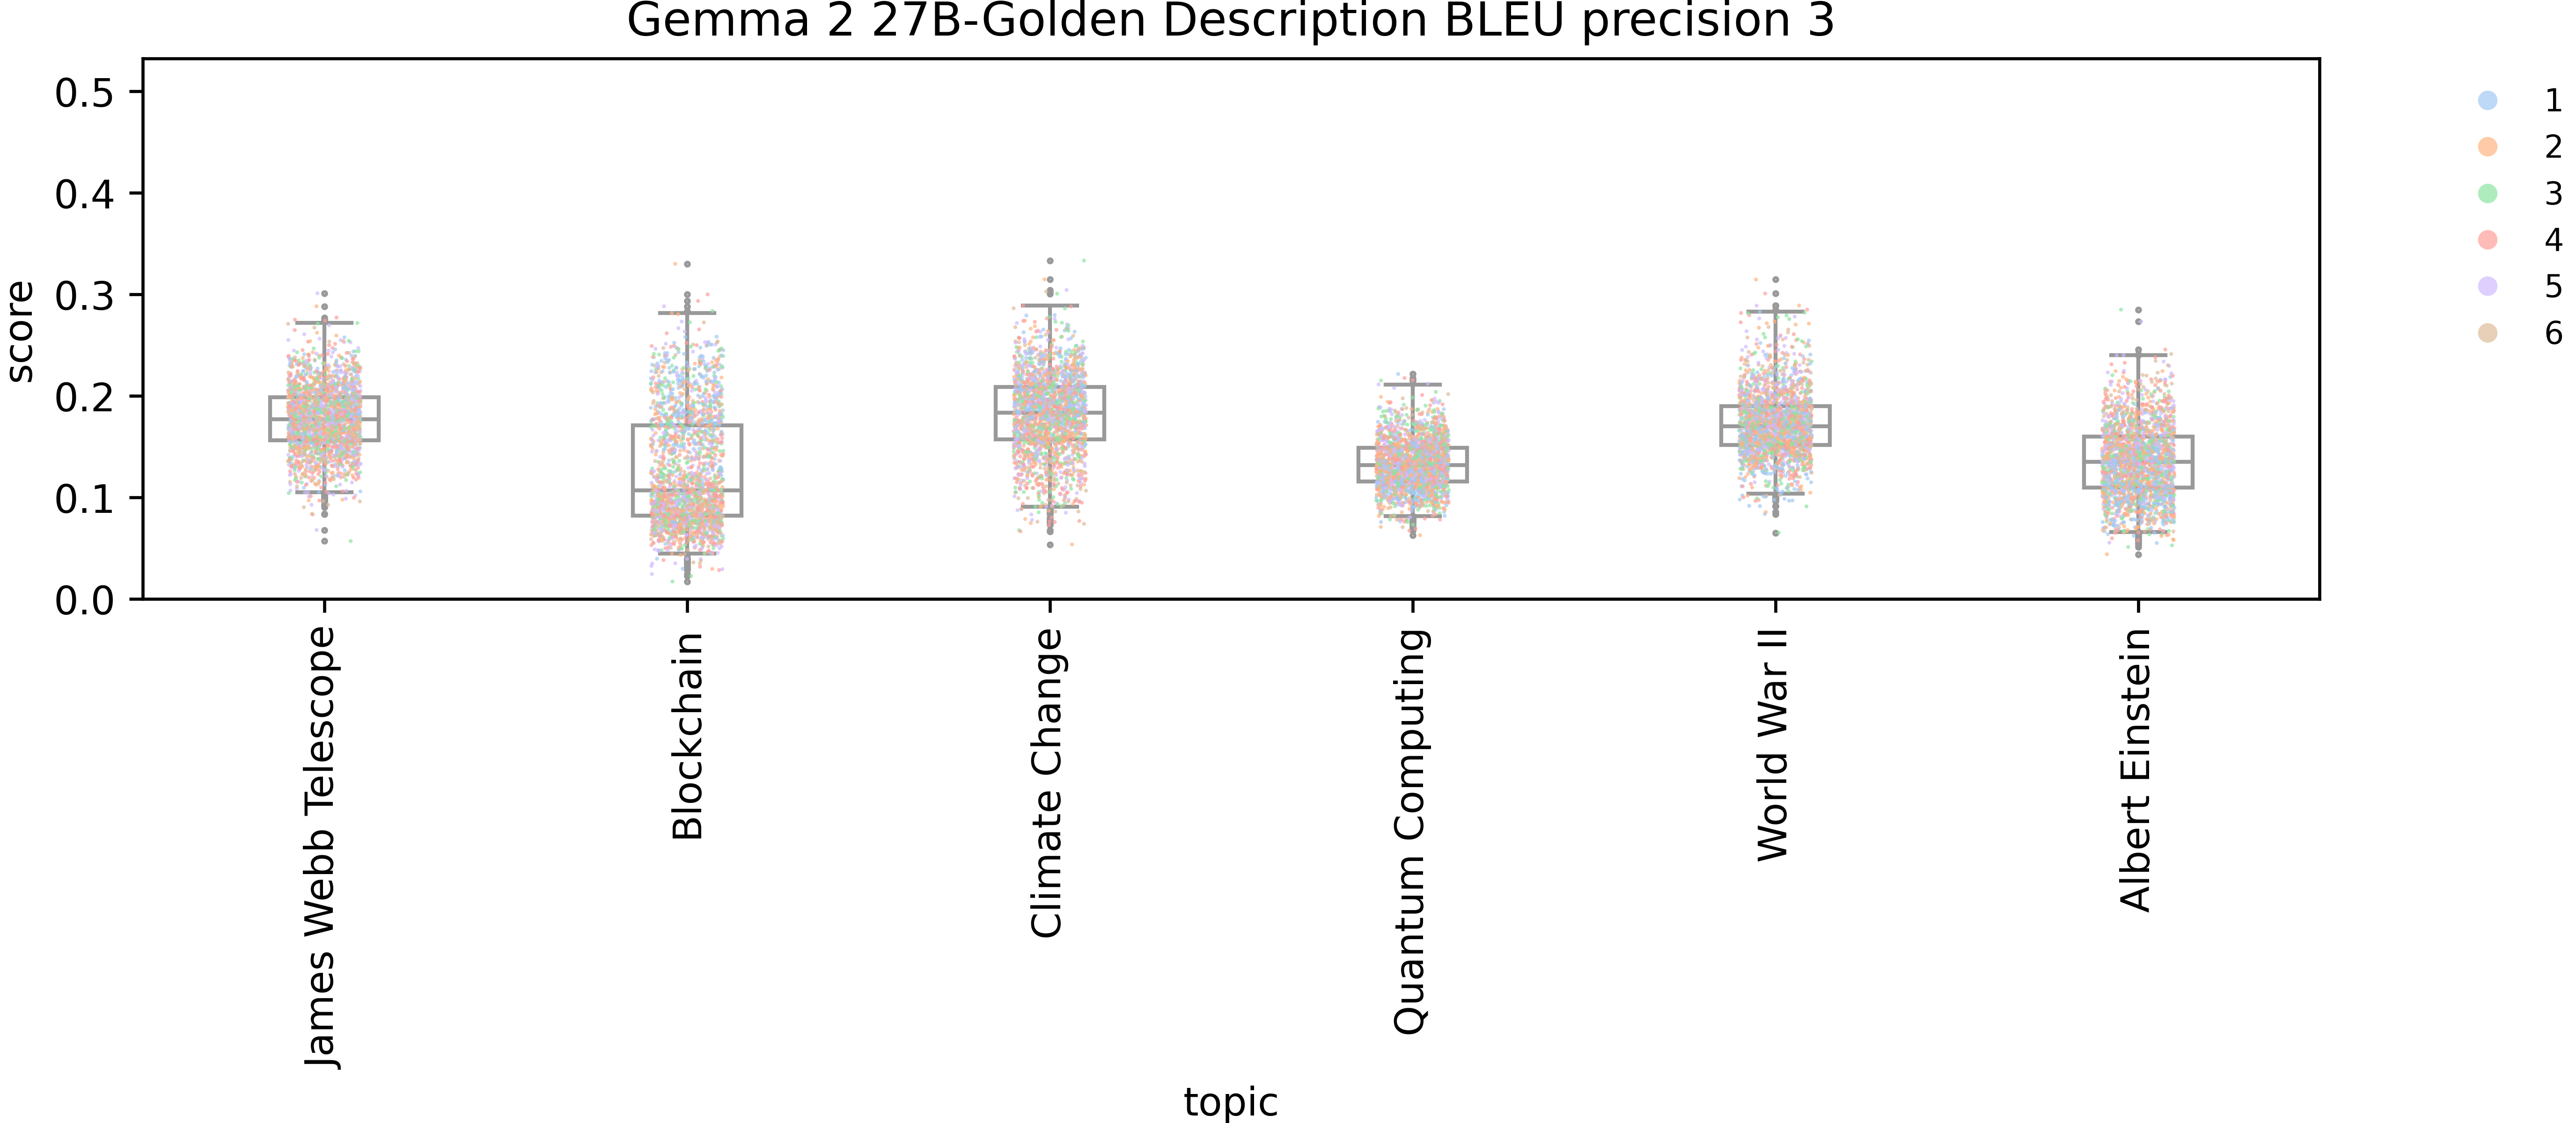 Gemma 2 27B-Golden Description BLEU precision 3
score
0.5
0.4
0.3
0.2
0.1
0.0
James Webb Telescope
Blockchain
Climate Change
Quantum Computing
World War II
Albert Einstein
topic
1
2
3
4
5
6